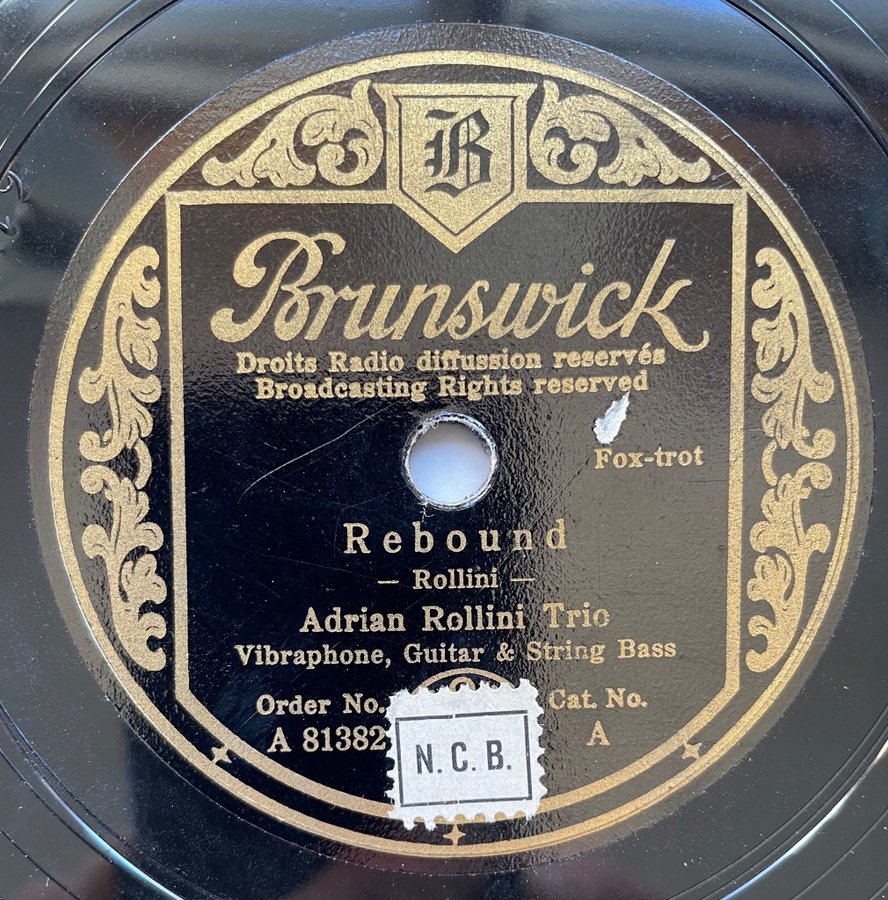 B
Brunswick
Droits Radio diffussion reservés
Broadcasting Rights reserved
Fox-trot
Rebound
— Rollini —
Adrian Rollini Trio
Vibraphone, Guitar & String Bass
Order No. Cat. No.
A 81382 A
N.C.B.